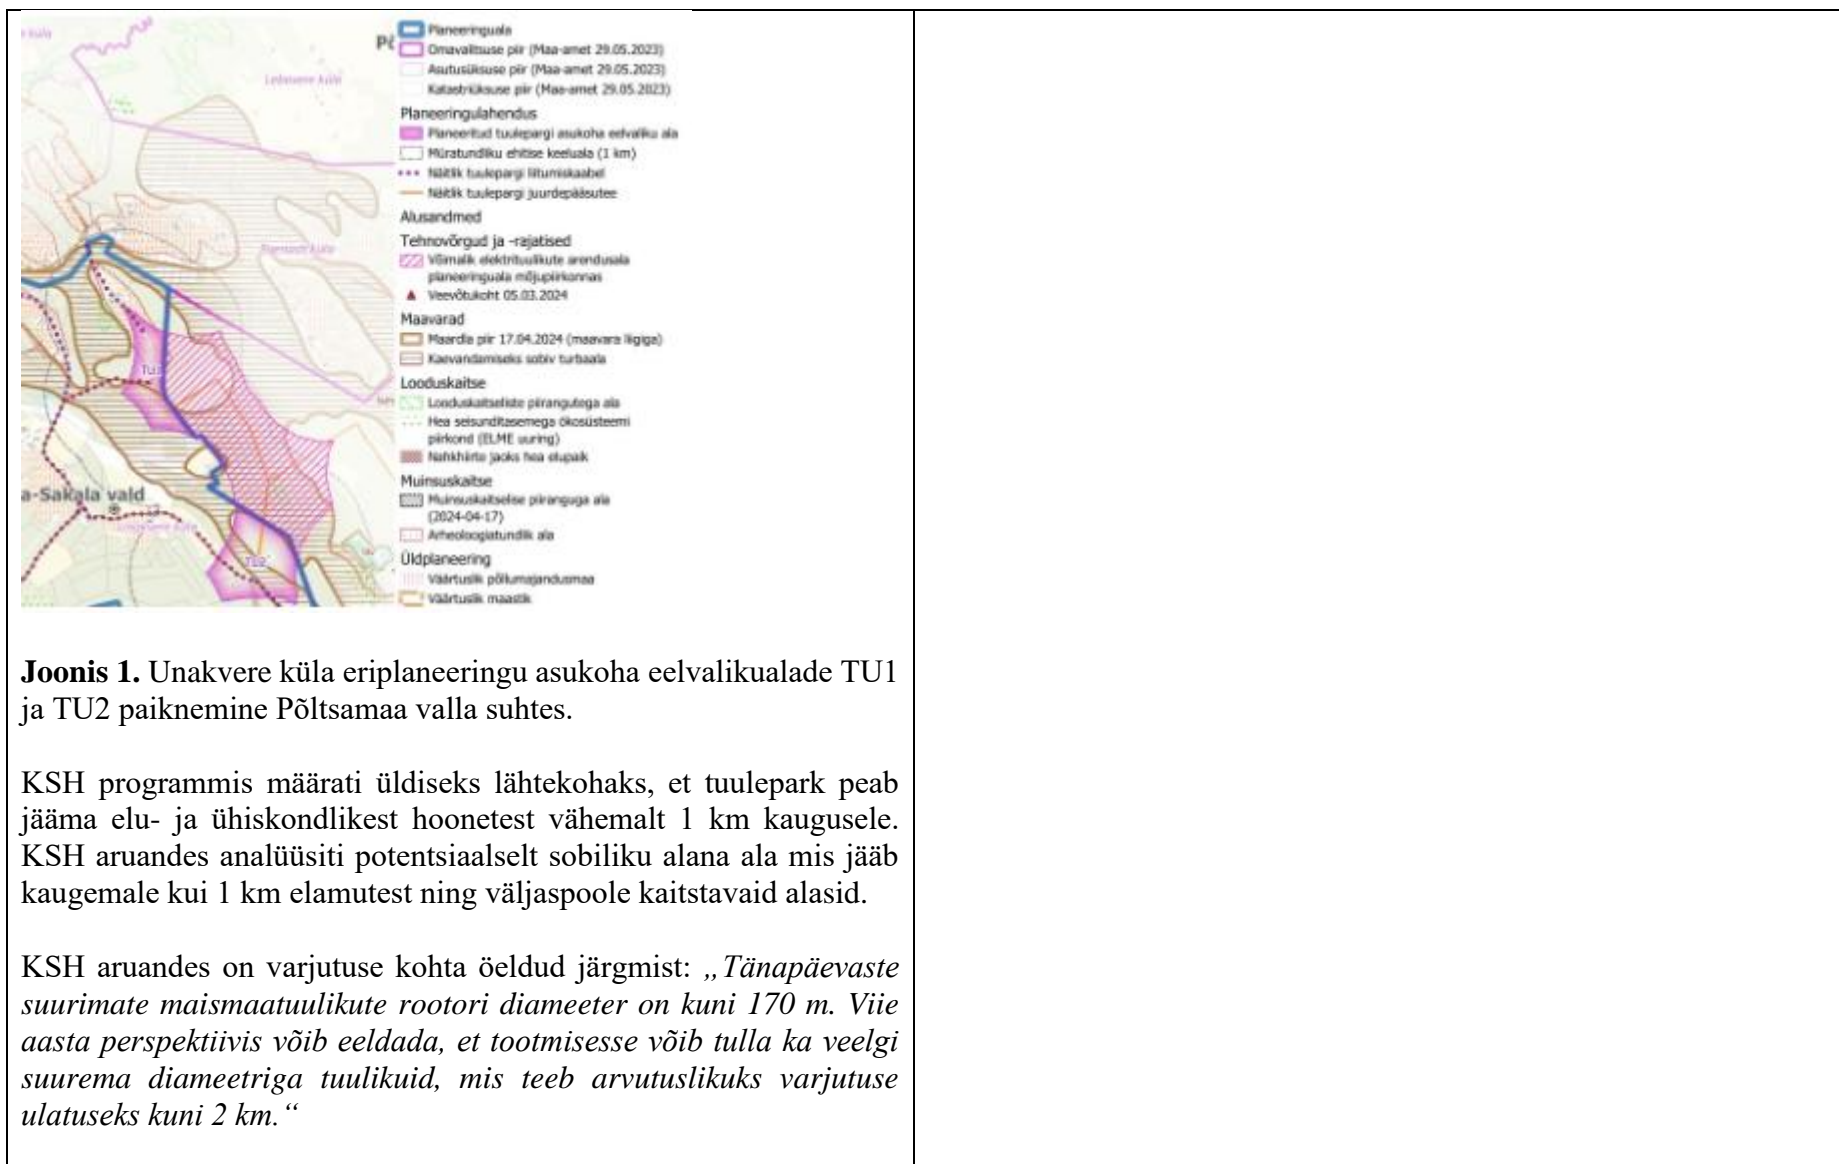 Põ
Lebavere küla
Planeeringuala
Omavalitsuse piir (Maa-amet 29.05.2023)
Asutusüksuse piir (Maa-amet 29.05.2023)
Katastriüksuse piir (Maa-amet 29.05.2023)
Planeeringulahendus
Planeeritud tuulepargi asukoha eelvaliku ala
Müratundliku ehitise keeluala (1 km)
Näitlik tuulepargi liitumiskaabel
Näitlik tuulepargi juurdepääsutee
Alusandmed
Tehnovõrgud ja -rajatised
Võimalik elektrituulikute arendusala
planeeringuala mõjupiirkonnas
Veevõtukoht 05.03.2024
Maavarad
Maardla piir 17.04.2024 (maavara liigiga)
Kaevandamiseks sobiv turbaala
Looduskaitse
Looduskaitseliste piirangutega ala
Hea seisunditasemega ökosüsteemi
piirkond (ELME uuring)
Nahkhiirte jaoks hea elupaik
Muinsuskaitse
Muinsuskaitselise piiranguga ala
(2024-04-17)
Arheoloogiatundlik ala
Üldplaneering
Väärtuslik põllumajandusmaa
Väärtuslik maastik
TU1
a-Sakala vald
Unakvere küla
TU2
Joonis 1. Unakvere küla eriplaneeringu asukoha eelvalikualade TU1
ja TU2 paiknemine Põltsamaa valla suhtes.
KSH programmis määrati üldiseks lähtekohaks, et tuulepark peab
jääma elu- ja ühiskondlikest hoonetest vähemalt 1 km kaugusele.
KSH aruandes analüüsiti potentsiaalselt sobiliku alana ala mis jääb
kaugemale kui 1 km elamutest ning väljaspoole kaitstavaid alasid.
KSH aruandes on varjutuse kohta öeldud järgmist: „Tänapäevaste
suurimate maismaatuulikute rootori diameeter on kuni 170 m. Viie
aasta perspektiivis võib eeldada, et tootmisesse võib tulla ka veelgi
suurema diameetriga tuulikuid, mis teeb arvutuslikuks varjutuse
ulatuseks kuni 2 km.“